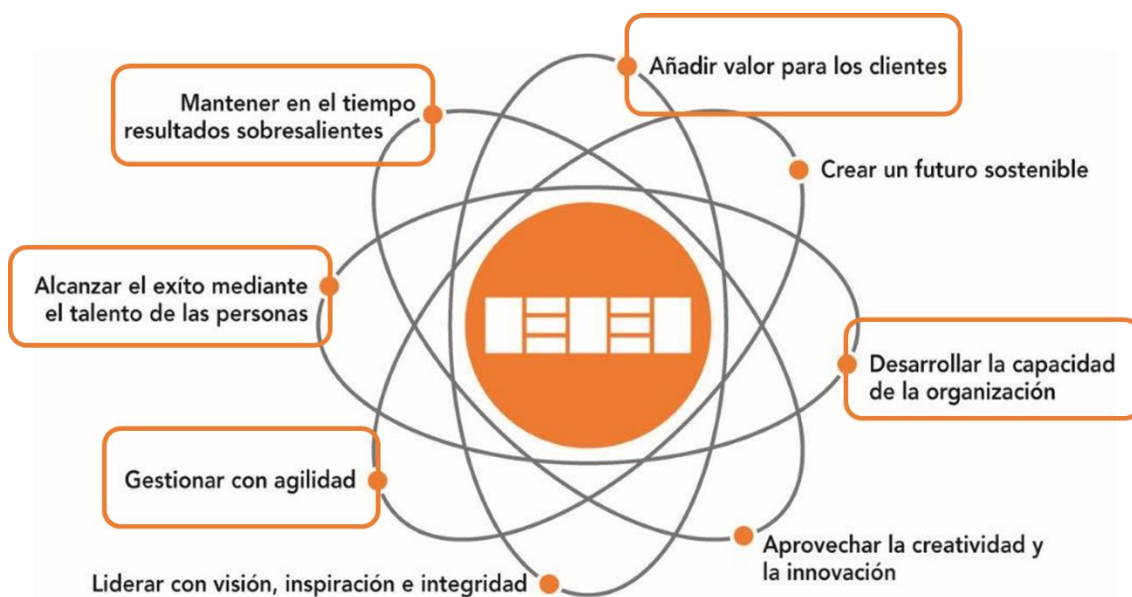 Añadir valor para los clientes
Crear un futuro sostenible
Desarrollar la capacidad
de la organización
Aprovechar la creatividad y
la innovación
Liderar con visión, inspiración e integridad
Gestionar con agilidad
Alcanzar el exíto mediante
el talento de las personas
Mantener en el tiempo
resultados sobresalientes